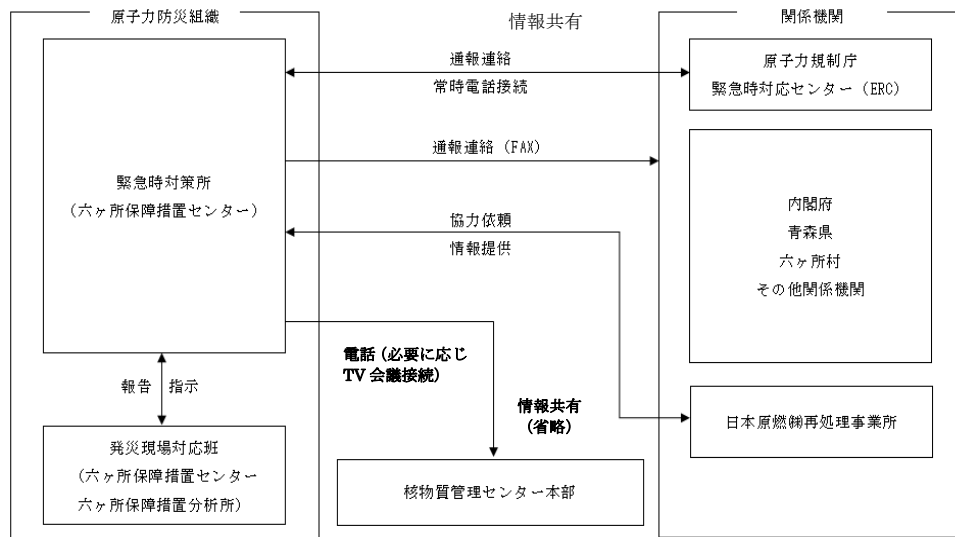 原子力防災組織
情報共有
関係機関
緊急時対策所
（六ヶ所保障措置センター）
通報連絡
常時電話接続
原子力規制庁
緊急時対応センター（ERC）
通報連絡（FAX）
内閣府
青森県
六ヶ所村
その他関係機関
協力依頼
情報提供
電話（必要に応じ
TV 会議接続）
情報共有
（省略）
報告
指示
日本原燃㈱再処理事業所
発災現場対応班
（六ヶ所保障措置センター
六ヶ所保障措置分析所）
核物質管理センター本部